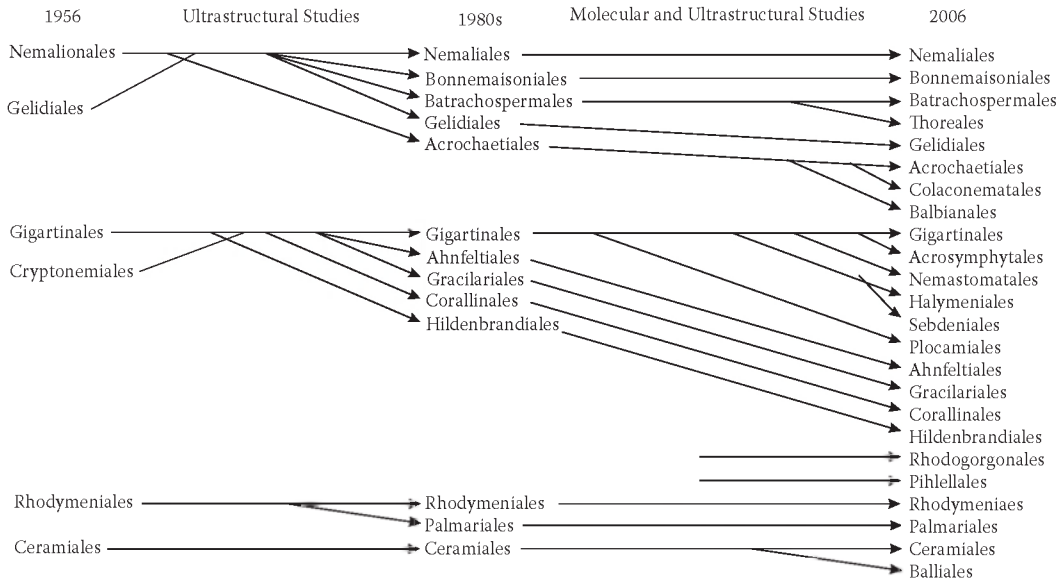 1956 Ultrastructural Studies 1980s Molecular and Ultrastructural Studies 2006
Nemalionales Nemaliales Nemaliales
Bonnemaisoniales Bonnemaisoniales
Gelidiales Batrachospermales Batrachospermales
Gelidiales Thoreales
Acrochaetiales Gelidiales
Acrochaetiales
Colaconematales
Balbianales
Gigartinales Gigartinales Gigartinales
Ahnfeltiales Acrosymphytales
Cryptonemiales Gracilariales Nemastomatales
Corallinales Halymeniales
Hildenbrandiales Sebdeniales
Plocamiales
Ahnfeltiales
Gracilariales
Corallinales
Hildenbrandiales
Rhodogorgonales
Pihlellales
Rhodymeniales Rhodymeniales Rhodymeniaes
Palmariales Palmariales
Ceramiales Ceramiales Ceramiales
Balliales